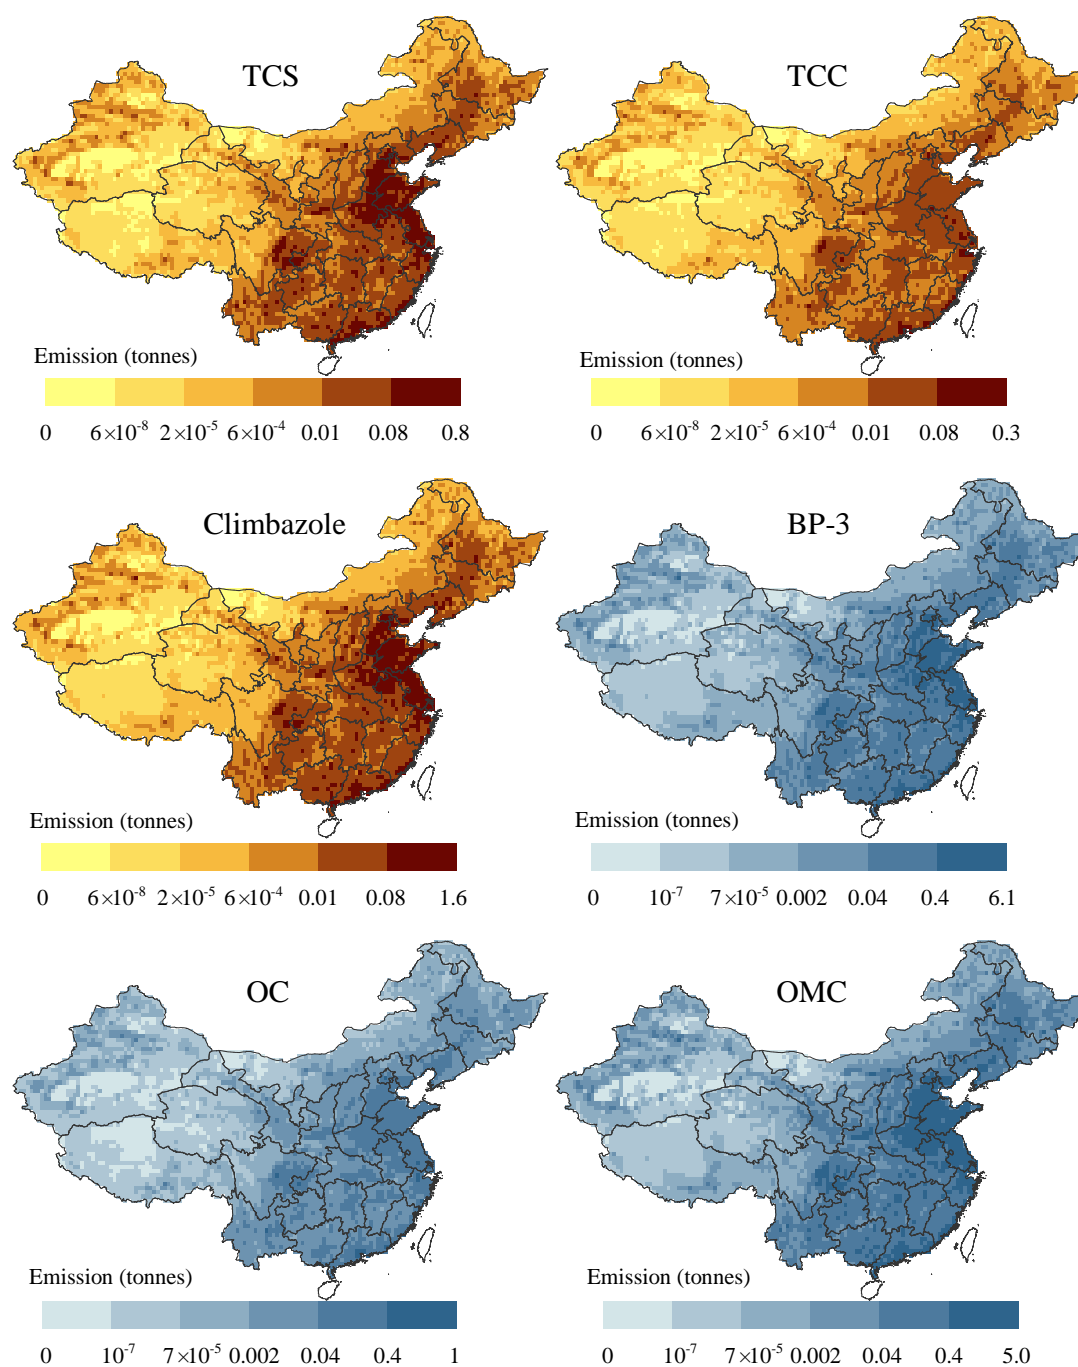 TCS
TCC
Emission (tonnes)
Emission (tonnes)
0 6×10⁻⁸ 2×10⁻⁵ 6×10⁻⁴ 0.01 0.08 0.8
0 6×10⁻⁸ 2×10⁻⁵ 6×10⁻⁴ 0.01 0.08 0.3
Climbazole
BP-3
Emission (tonnes)
Emission (tonnes)
0 6×10⁻⁸ 2×10⁻⁵ 6×10⁻⁴ 0.01 0.08 1.6
0 10⁻⁷ 7×10⁻⁵ 0.002 0.04 0.4 6.1
OC
OMC
Emission (tonnes)
Emission (tonnes)
0 10⁻⁷ 7×10⁻⁵ 0.002 0.04 0.4 1
0 10⁻⁷ 7×10⁻⁵ 0.002 0.04 0.4 5.0